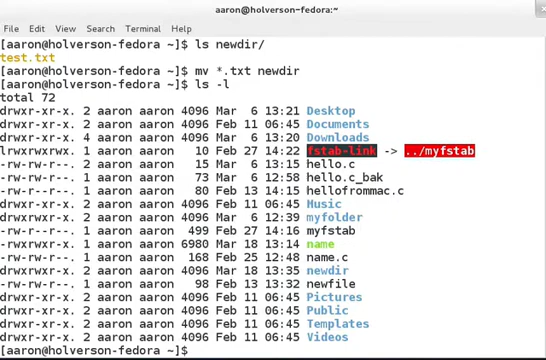 aaron@holverson-fedora:~
File Edit View Search Terminal Help
[aaron@holverson-fedora ~]$ ls newdir/
test.txt
[aaron@holverson-fedora ~]$ mv *.txt newdir
[aaron@holverson-fedora ~]$ ls -l
total 72
drwxr-xr-x. 2 aaron aaron 4096 Mar  6 13:21 Desktop
drwxr-xr-x. 2 aaron aaron 4096 Feb 11 06:45 Documents
drwxr-xr-x. 4 aaron aaron 4096 Mar  6 13:20 Downloads
lrwxrwxrwx. 1 aaron aaron   10 Feb 27 14:22 fstab-link -> ../myfstab
-rw-rw-r--. 2 aaron aaron   15 Mar  6 13:15 hello.c
-rw-rw-r--. 1 aaron aaron   73 Mar  6 12:58 hello.c_bak
-rw-rw-r--. 1 aaron aaron   80 Feb 13 14:15 hellofrommac.c
drwxr-xr-x. 2 aaron aaron 4096 Feb 11 06:45 Music
drwxrwxr-x. 2 aaron aaron 4096 Mar  6 12:39 myfolder
-rw-r--r--. 1 aaron aaron  499 Feb 27 14:16 myfstab
-rwxrwxr-x. 1 aaron aaron 6980 Mar 18 13:14 name
-rw-rw-r--. 1 aaron aaron  168 Feb 25 12:48 name.c
drwxrwxr-x. 2 aaron aaron 4096 Mar 18 13:35 newdir
-rw-rw-r--. 1 aaron aaron   98 Feb 13 13:32 newfile
drwxr-xr-x. 2 aaron aaron 4096 Feb 11 06:45 Pictures
drwxr-xr-x. 2 aaron aaron 4096 Feb 11 06:45 Public
drwxr-xr-x. 2 aaron aaron 4096 Feb 11 06:45 Templates
drwxr-xr-x. 2 aaron aaron 4096 Feb 11 06:45 Videos
[aaron@holverson-fedora ~]$